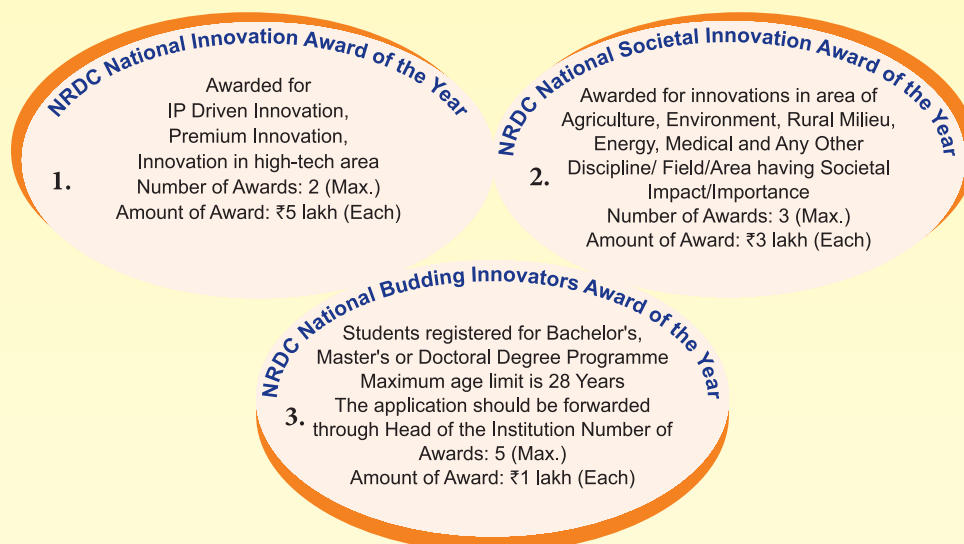 NRDC National Innovation Award of the Year
Awarded for
IP Driven Innovation,
Premium Innovation,
Innovation in high-tech area
1.
Number of Awards: 2 (Max.)
Amount of Award: ₹5 lakh (Each)
NRDC National Societal Innovation Award of the Year
Awarded for innovations in area of
Agriculture, Environment, Rural Milieu,
Energy, Medical and Any Other
2. Discipline/ Field/Area having Societal
Impact/Importance
Number of Awards: 3 (Max.)
Amount of Award: ₹3 lakh (Each)
NRDC National Budding Innovators Award of the Year
Students registered for Bachelor's,
Master's or Doctoral Degree Programme
Maximum age limit is 28 Years
The application should be forwarded
3. through Head of the Institution Number of
Awards: 5 (Max.)
Amount of Award: ₹1 lakh (Each)